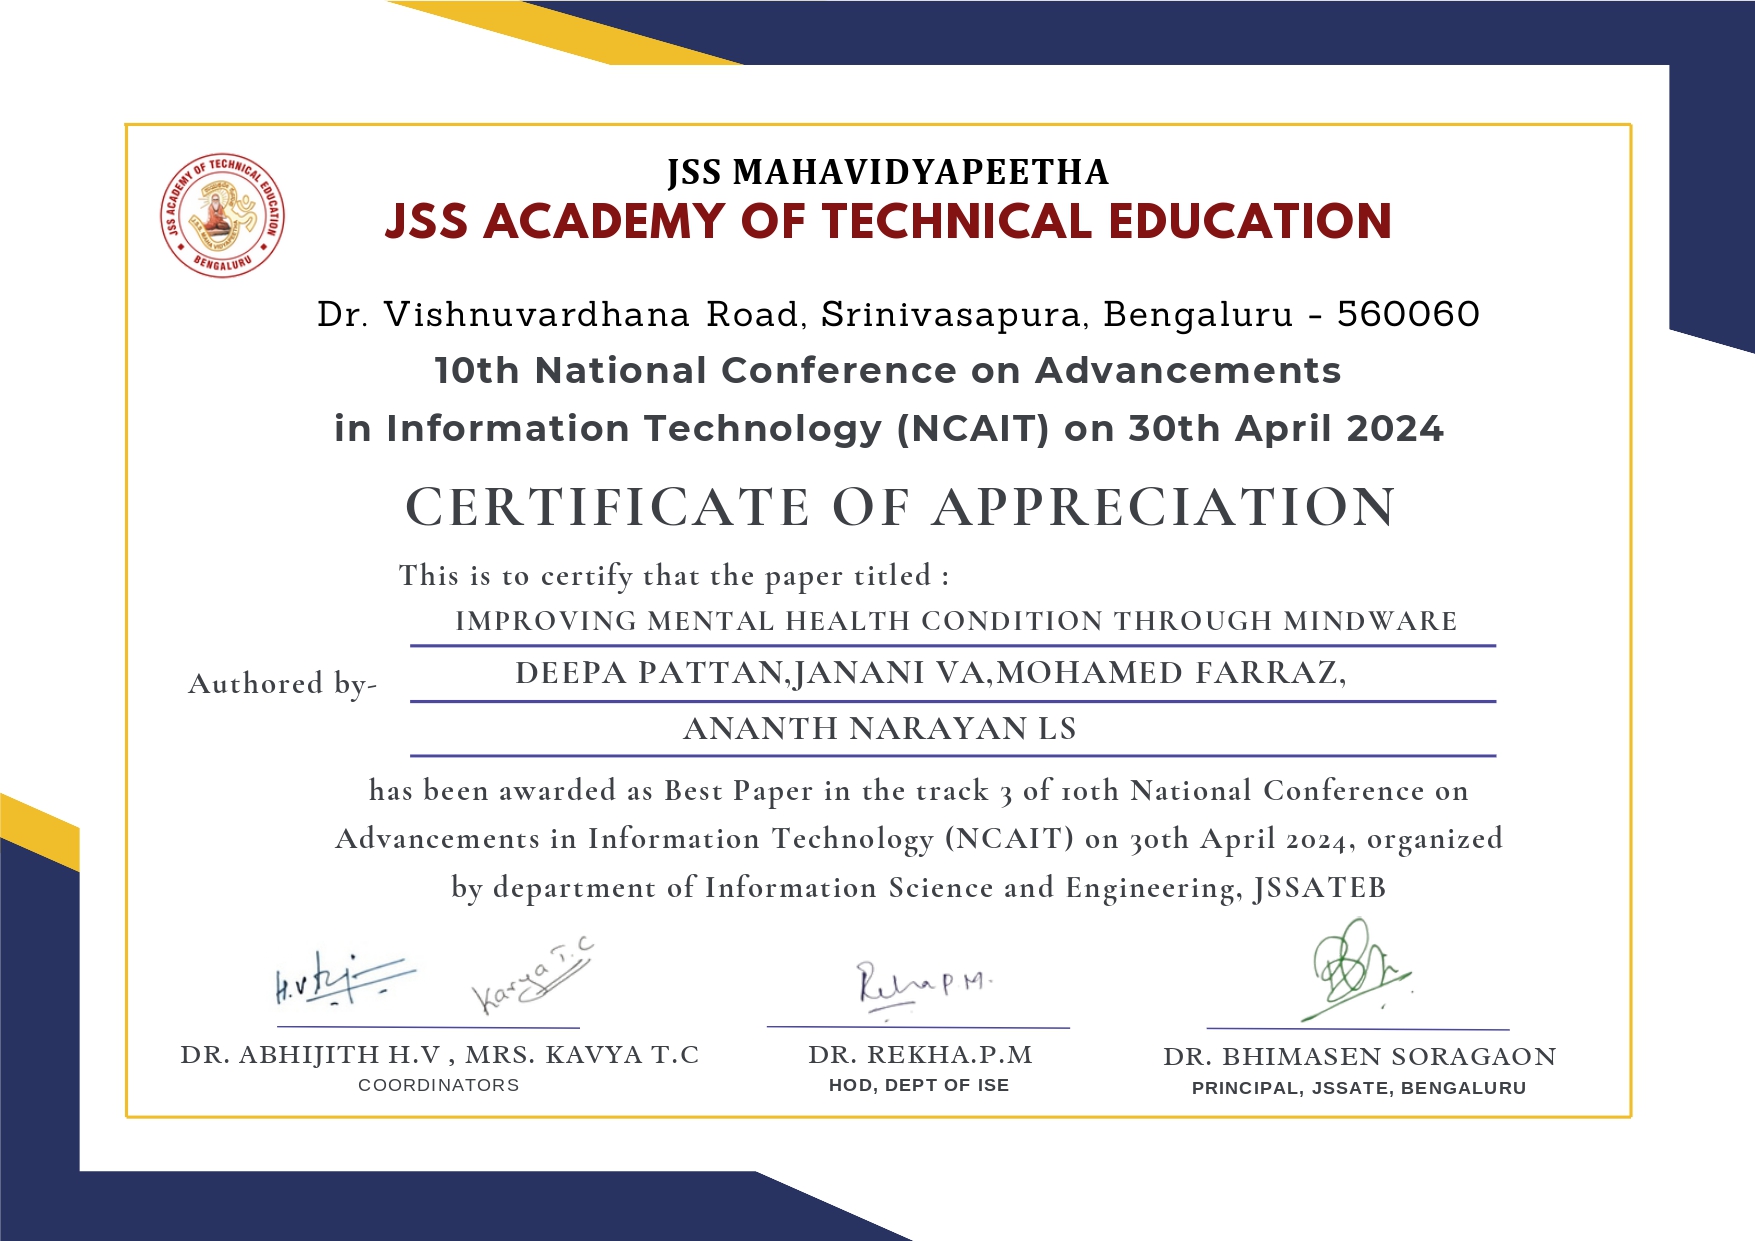 JSS ACADEMY OF TECHNICAL EDUCATION
BENGALURU
JSS MAHAVIDYAPEETHA
JSS ACADEMY OF TECHNICAL EDUCATION
Dr. Vishnuvardhana Road, Srinivasapura, Bengaluru - 560060
10th National Conference on Advancements
in Information Technology (NCAIT) on 30th April 2024
CERTIFICATE OF APPRECIATION
This is to certify that the paper titled :
IMPROVING MENTAL HEALTH CONDITION THROUGH MINDWARE
Authored by-
DEEPA PATTAN,JANANI VA,MOHAMED FARRAZ,
ANANTH NARAYAN LS
has been awarded as Best Paper in the track 3 of 10th National Conference on
Advancements in Information Technology (NCAIT) on 30th April 2024, organized
by department of Information Science and Engineering, JSSATEB
H.V
Kavya T.C
Rekha P M.
DR. ABHIJITH H.V , MRS. KAVYA T.C
COORDINATORS
DR. REKHA.P.M
HOD, DEPT OF ISE
DR. BHIMASEN SORAGAON
PRINCIPAL, JSSATE, BENGALURU